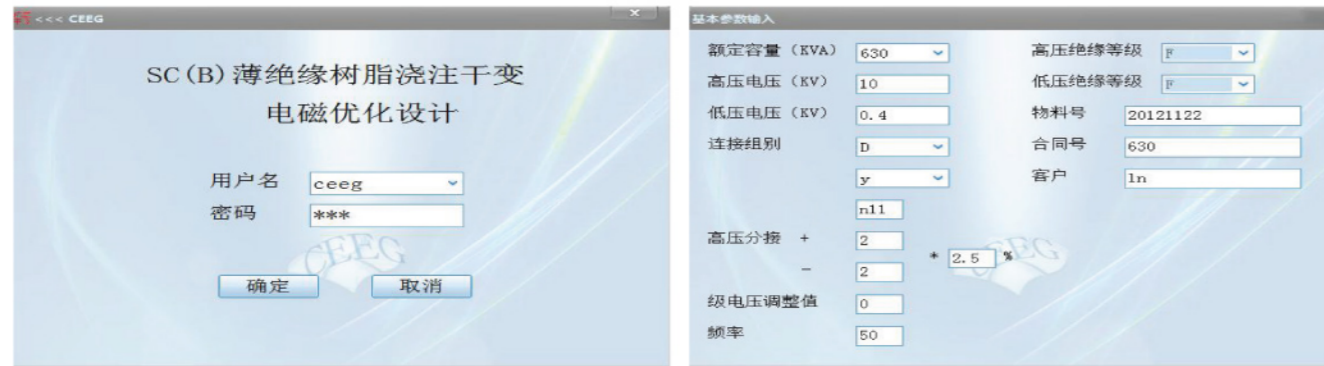 <<< CEEG
SC(B)薄绝缘树脂浇注干变
电磁优化设计
用户名 ceeg
密码 ***
CEEG
确定 取消
基本参数输入
额定容量（KVA） 630 高压绝缘等级 F
高压电压（KV） 10 低压绝缘等级 F
低压电压（KV） 0.4 物料号 20121122
连接组别 D 合同号 630
y 客户 ln
n11
高压分接 + 2
* 2.5 %
- 2
CEEG
级电压调整值 0
频率 50